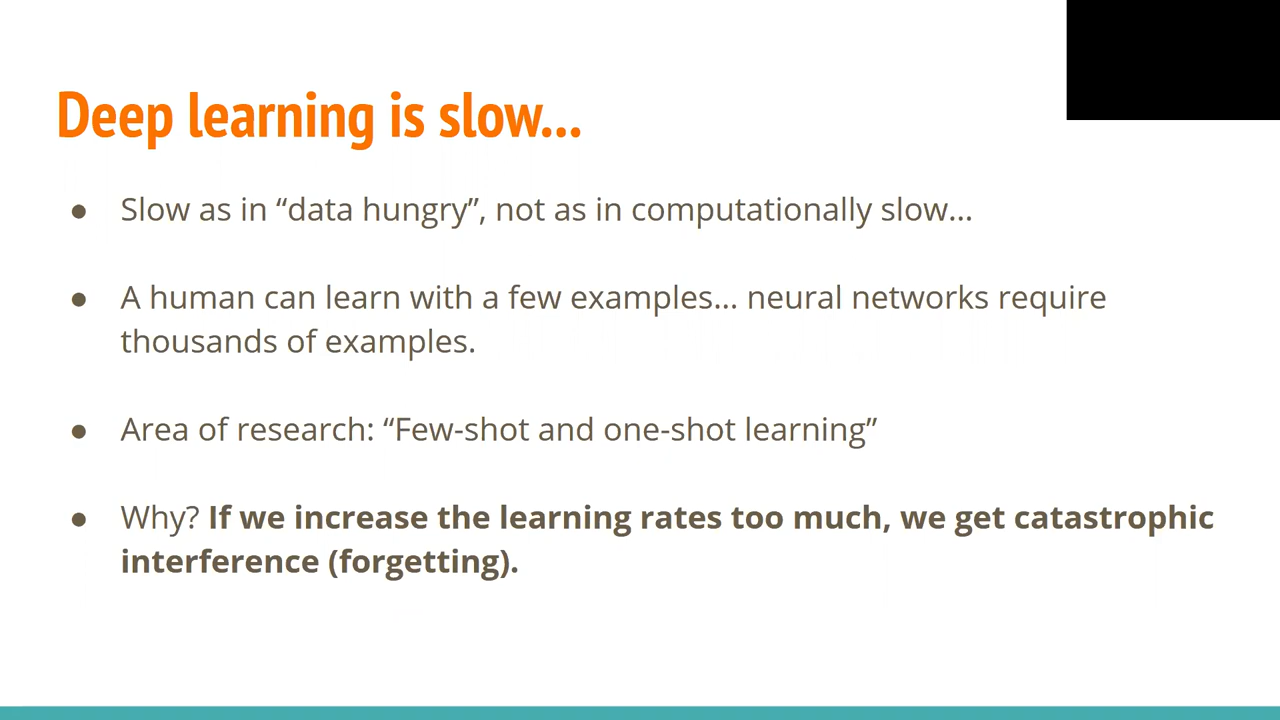 Deep learning is slow...
● Slow as in “data hungry”, not as in computationally slow...
● A human can learn with a few examples... neural networks require
thousands of examples.
● Area of research: “Few-shot and one-shot learning”
● Why? If we increase the learning rates too much, we get catastrophic
interference (forgetting).